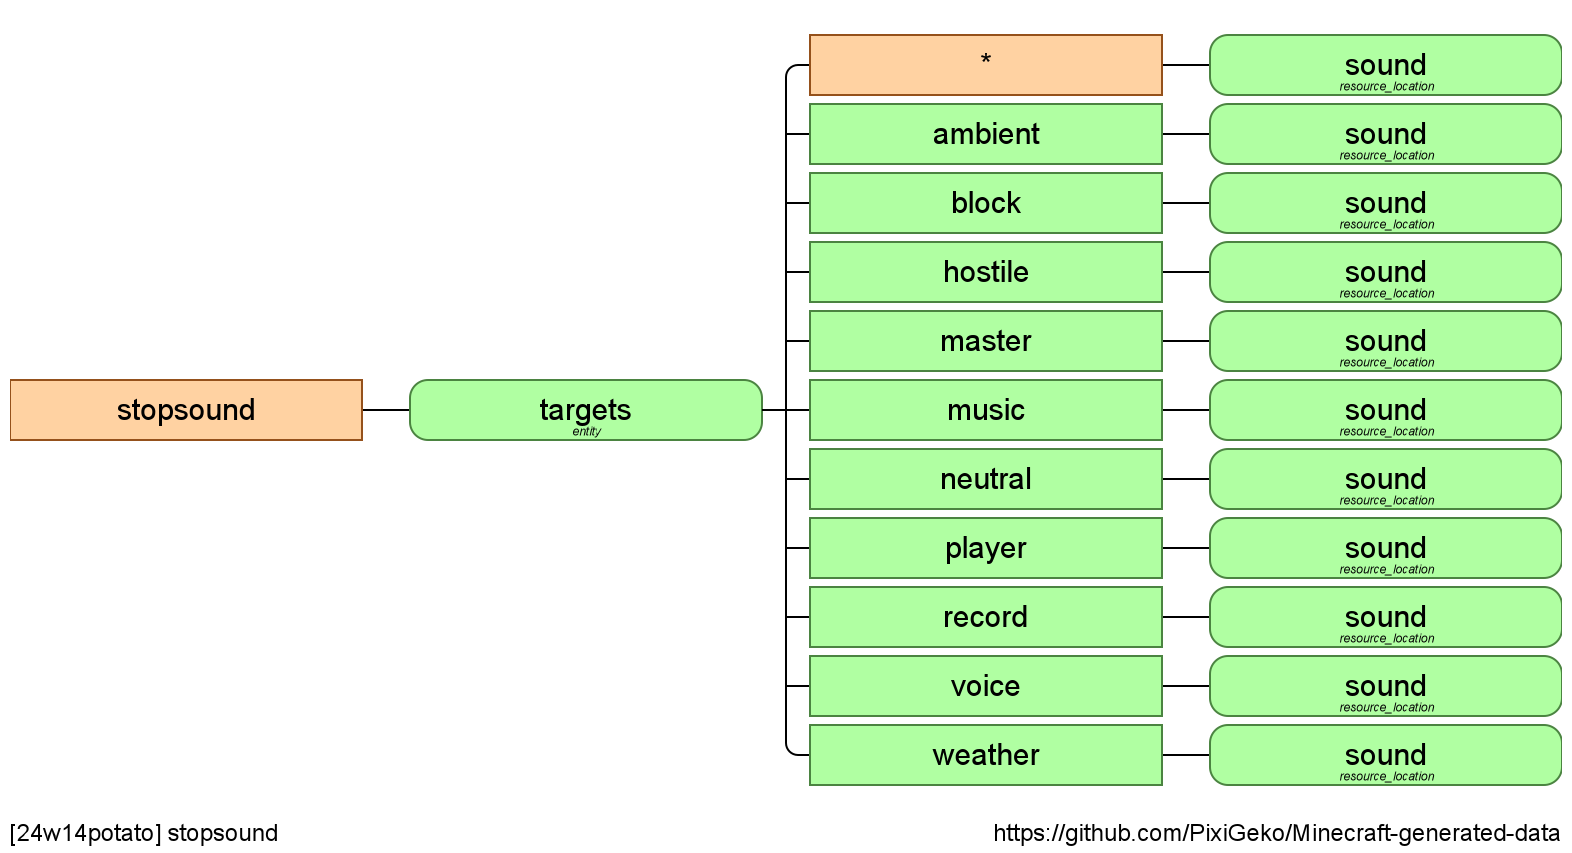 *
sound
resource_location
ambient
sound
resource_location
block
sound
resource_location
hostile
sound
resource_location
master
sound
resource_location
stopsound
targets
entity
music
sound
resource_location
neutral
sound
resource_location
player
sound
resource_location
record
sound
resource_location
voice
sound
resource_location
weather
sound
resource_location
[24w14potato] stopsound
https://github.com/PixiGeko/Minecraft-generated-data